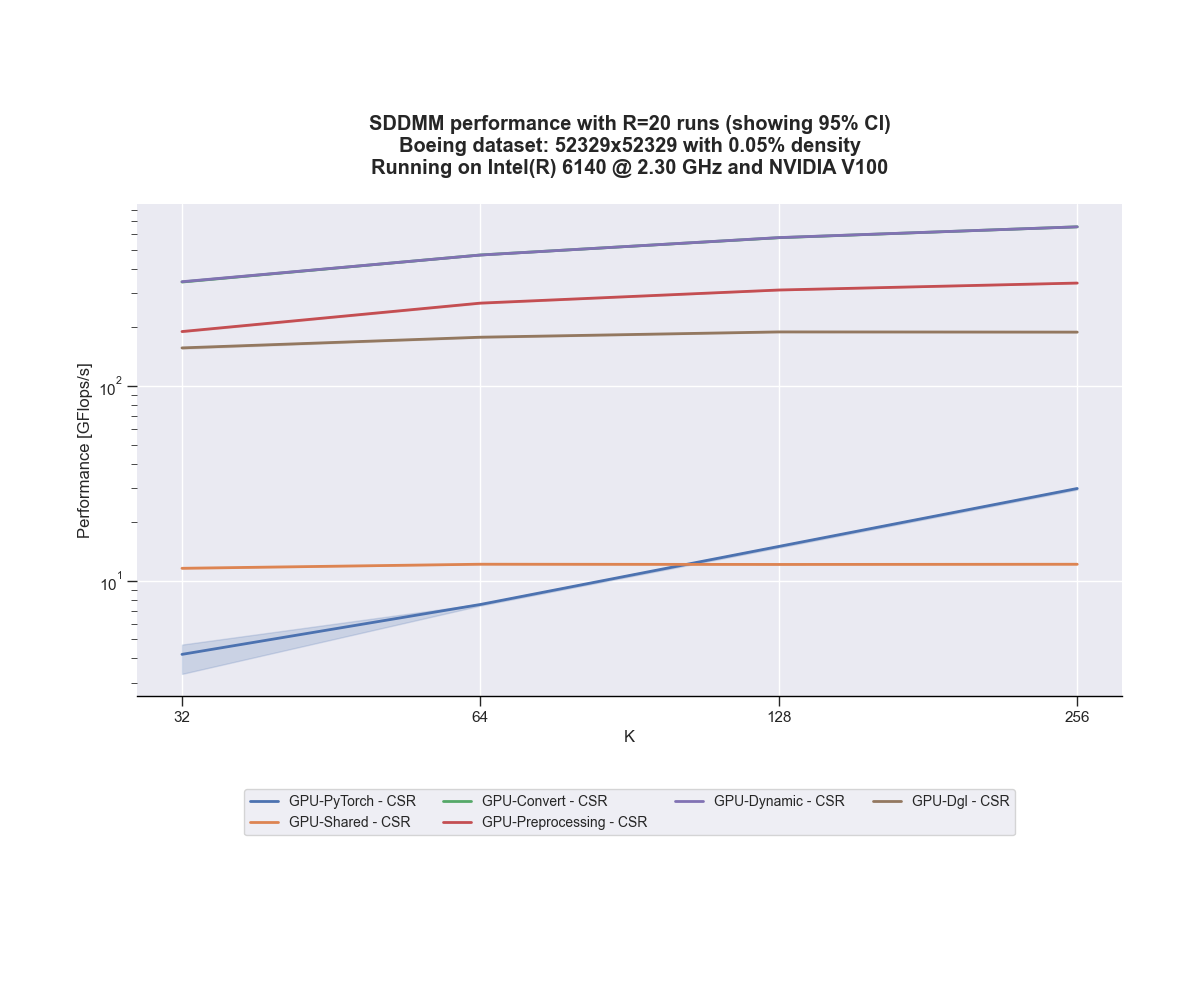 SDDMM performance with R=20 runs (showing 95% CI)
Boeing dataset: 52329x52329 with 0.05% density
Running on Intel(R) 6140 @ 2.30 GHz and NVIDIA V100
Performance [GFlops/s]
10^2
10^1
32 64 128 256
K
GPU-PyTorch - CSR GPU-Convert - CSR GPU-Dynamic - CSR GPU-Dgl - CSR
GPU-Shared - CSR GPU-Preprocessing - CSR